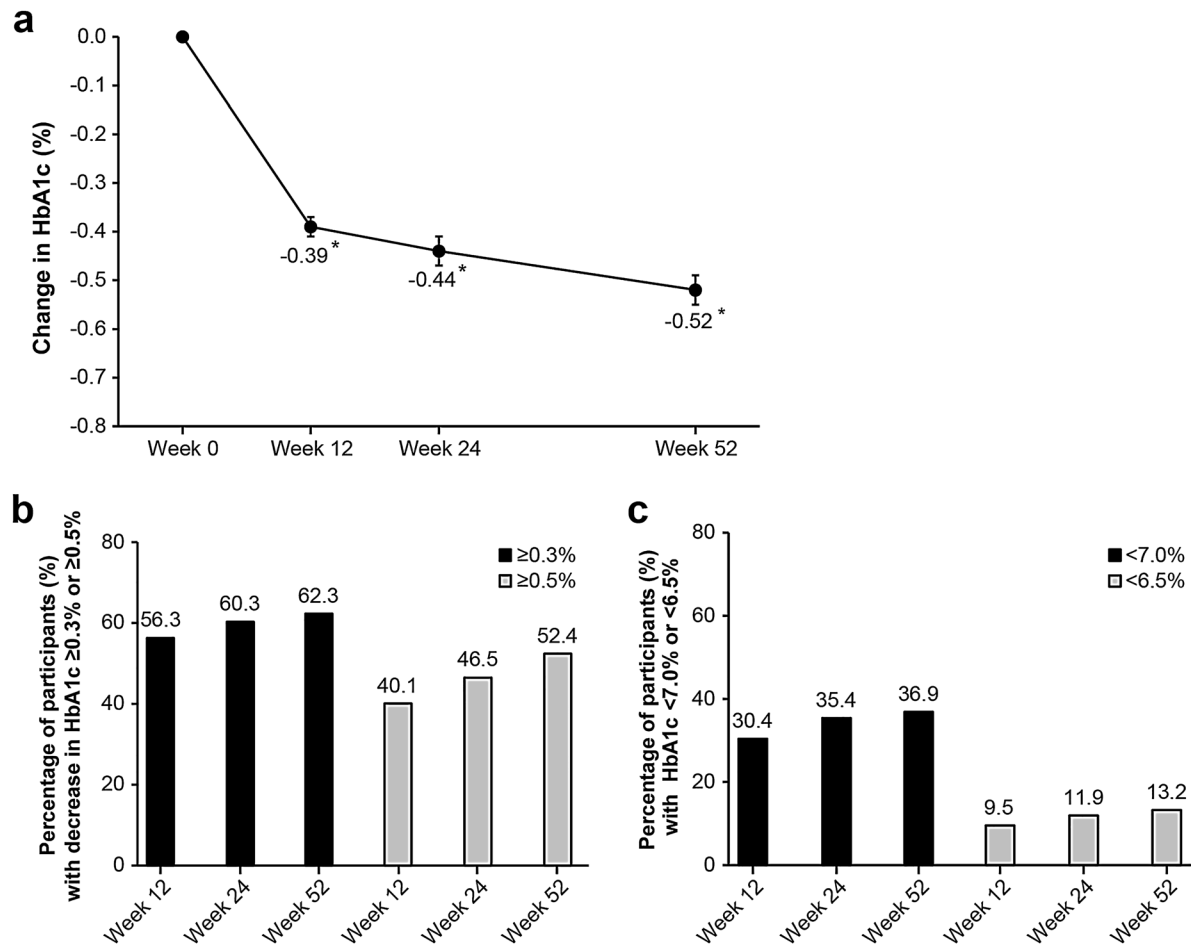 a
Change in HbA1c (%)
0.0
-0.1
-0.2
-0.3
-0.4
-0.5
-0.6
-0.7
-0.8
-0.39 *
-0.44 *
-0.52 *
Week 0 Week 12 Week 24 Week 52
b
Percentage of participants (%)
with decrease in HbA1c ≥0.3% or ≥0.5%
80
60
40
20
0
≥0.3%
≥0.5%
56.3 60.3 62.3 40.1 46.5 52.4
Week 12 Week 24 Week 52 Week 12 Week 24 Week 52
c
Percentage of participants (%)
with HbA1c <7.0% or <6.5%
80
60
40
20
0
<7.0%
<6.5%
30.4 35.4 36.9 9.5 11.9 13.2
Week 12 Week 24 Week 52 Week 12 Week 24 Week 52